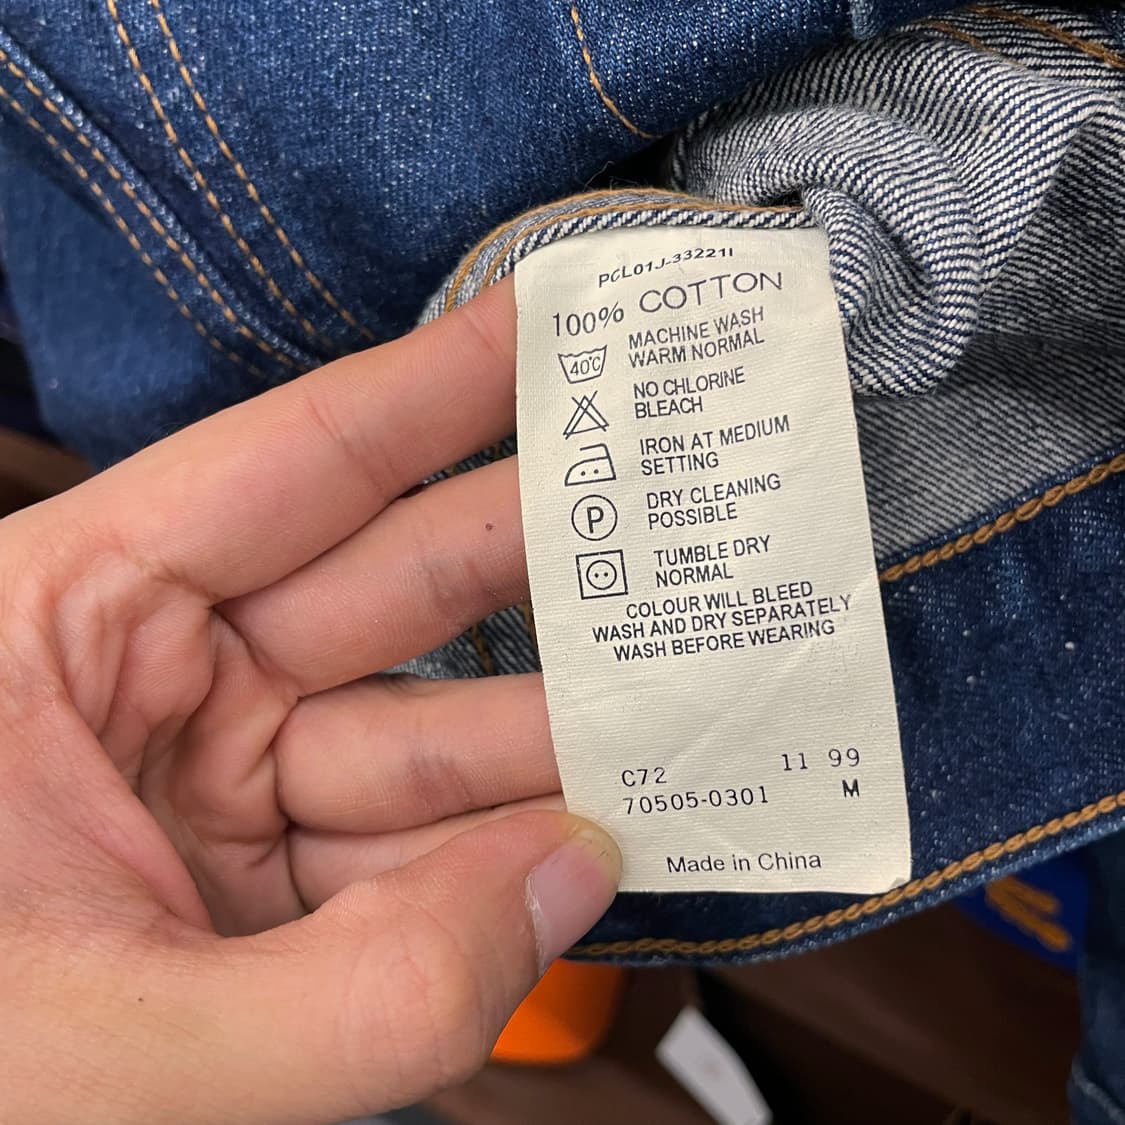 PCL01J-33221I
100% COTTON
40°C MACHINE WASH
WARM NORMAL
NO CHLORINE
BLEACH
IRON AT MEDIUM
SETTING
P DRY CLEANING
POSSIBLE
TUMBLE DRY
NORMAL
COLOUR WILL BLEED
WASH AND DRY SEPARATELY
WASH BEFORE WEARING
C72 11 99
70505-0301 M
Made in China